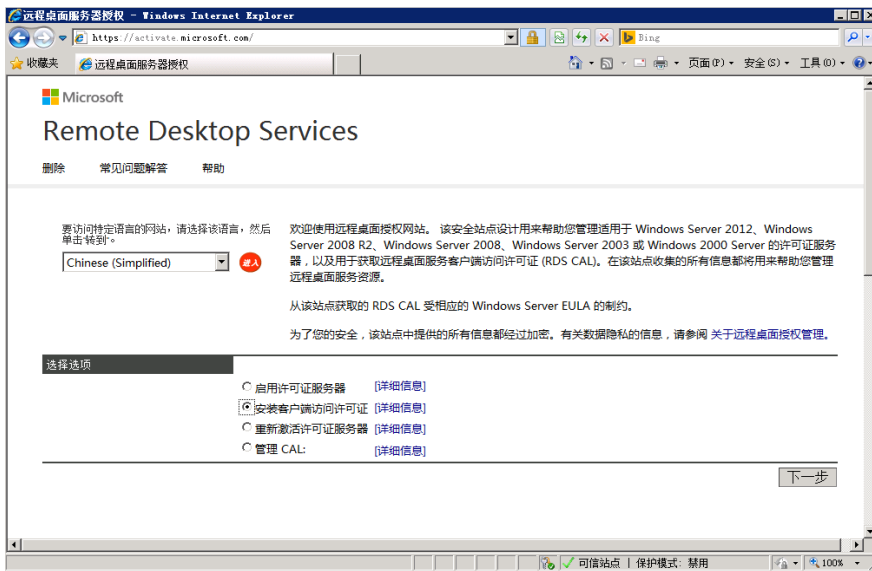 远程桌面服务器授权 - Windows Internet Explorer
https://activate.microsoft.com/
Bing
收藏夹
远程桌面服务器授权
页面(P) 安全(S) 工具(O)
Microsoft
Remote Desktop Services
删除 常见问题解答 帮助
要访问特定语言的网站，请选择该语言，然后
单击“转到”。
Chinese (Simplified)
进入
欢迎使用远程桌面授权网站。 该安全站点设计用来帮助您管理适用于 Windows Server 2012、Windows
Server 2008 R2、Windows Server 2008、Windows Server 2003 或 Windows 2000 Server 的许可证服务
器，以及用于获取远程桌面服务客户端访问许可证 (RDS CAL)。在该站点收集的所有信息都将用来帮助您管理
远程桌面服务资源。
从该站点获取的 RDS CAL 受相应的 Windows Server EULA 的制约。
为了您的安全，该站点中提供的所有信息都经过加密。有关数据隐私的信息，请参阅 关于远程桌面授权管理。
选择选项
启用许可证服务器 [详细信息]
安装客户端访问许可证 [详细信息]
重新激活许可证服务器 [详细信息]
管理 CAL: [详细信息]
下一步
可信站点 | 保护模式: 禁用
100%